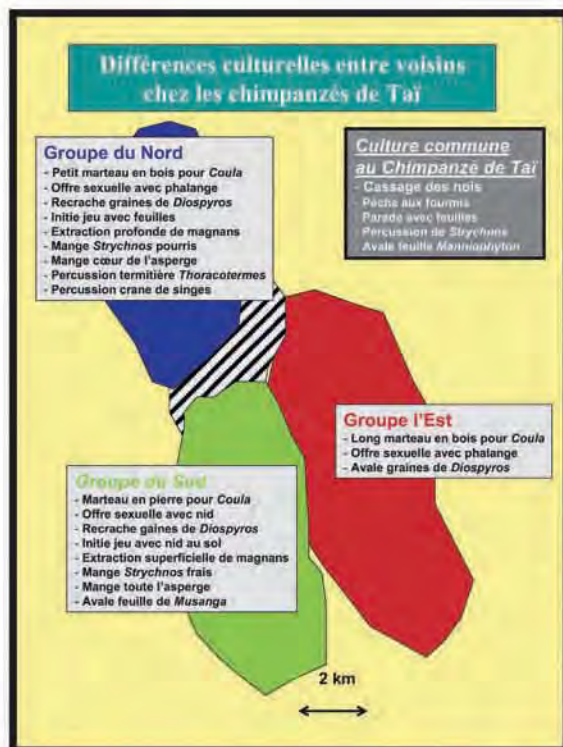 Différences culturelles entre voisins
chez les chimpanzés de Taï
Groupe du Nord
- Petit marteau en bois pour Coula
- Offre sexuelle avec phalange
- Recrache graines de Diospyros
- Initie jeu avec feuilles
- Extraction profonde de magnans
- Mange Strychnos pourris
- Mange cœur de l'asperge
- Percussion termitière Thoracotermes
- Percussion crane de singes
Culture commune
au Chimpanzé de Taï
- Cassage des nois
- Pêche aux fourmis
- Parade avec feuilles
- Percussion de Strychnos
- Avale feuille Manniophyton
Groupe l'Est
- Long marteau en bois pour Coula
- Offre sexuelle avec phalange
- Avale graines de Diospyros
Groupe du Sud
- Marteau en pierre pour Coula
- Offre sexuelle avec nid
- Recrache gaines de Diospyros
- Initie jeu avec nid au sol
- Extraction superficielle de magnans
- Mange Strychnos frais
- Mange toute l'asperge
- Avale feuille de Musanga
2 km